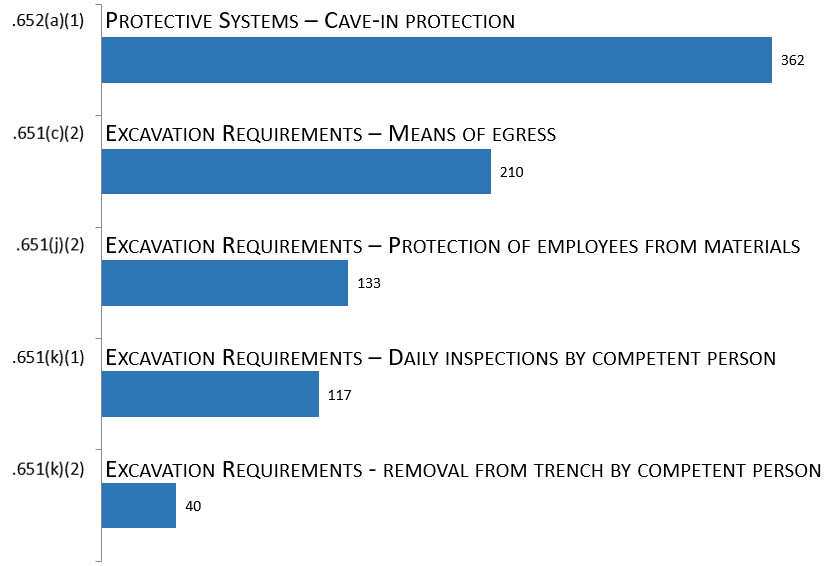 .652(a)(1) Protective Systems – Cave-in protection
362
.651(c)(2) Excavation Requirements – Means of egress
210
.651(j)(2) Excavation Requirements – Protection of employees from materials
133
.651(k)(1) Excavation Requirements – Daily inspections by competent person
117
.651(k)(2) Excavation Requirements - removal from trench by competent person
40